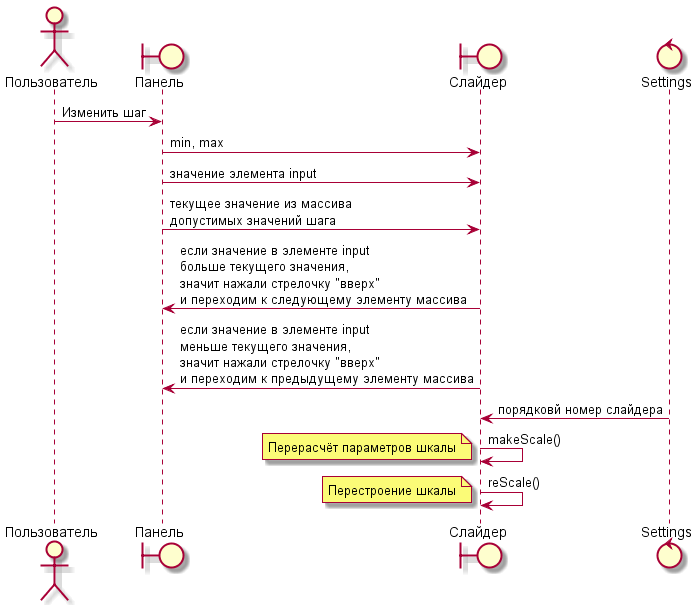 Пользователь
Панель
Слайдер
Settings
Изменить шаг
min, max
значение элемента input
текущее значение из массива
допустимых значений шага
если значение в элементе input
больше текущего значения,
значит нажали стрелочку "вверх"
и переходим к следующему элементу массива
если значение в элементе input
меньше текущего значения,
значит нажали стрелочку "вверх"
и переходим к предыдущему элементу массива
порядковй номер слайдера
makeScale()
Перерасчёт параметров шкалы
reScale()
Перестроение шкалы
Пользователь
Панель
Слайдер
Settings